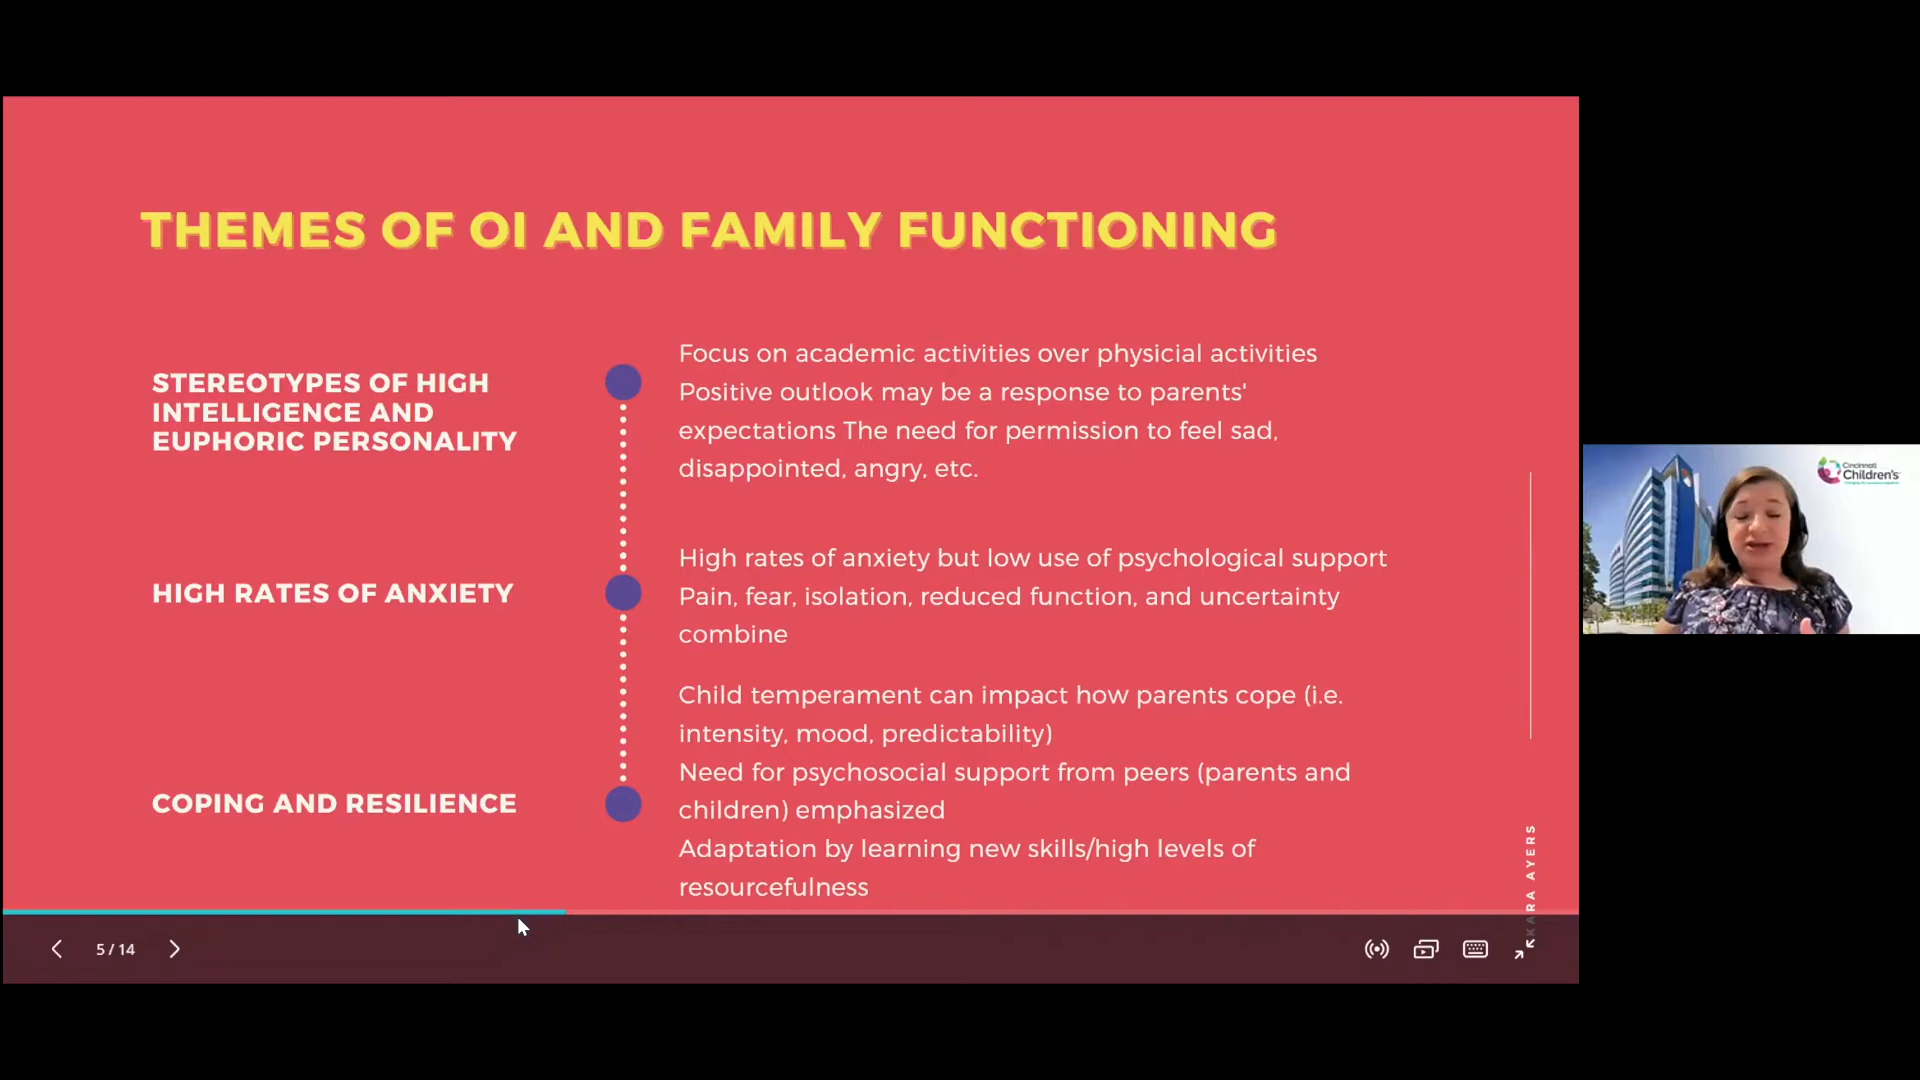 THEMES OF OI AND FAMILY FUNCTIONING
STEREOTYPES OF HIGH
INTELLIGENCE AND
EUPHORIC PERSONALITY
Focus on academic activities over physicial activities
Positive outlook may be a response to parents'
expectations The need for permission to feel sad,
disappointed, angry, etc.
HIGH RATES OF ANXIETY
High rates of anxiety but low use of psychological support
Pain, fear, isolation, reduced function, and uncertainty
combine
COPING AND RESILIENCE
Child temperament can impact how parents cope (i.e.
intensity, mood, predictability)
Need for psychosocial support from peers (parents and
children) emphasized
Adaptation by learning new skills/high levels of
resourcefulness
KARA AYERS
5 / 14
Cincinnati
Children's